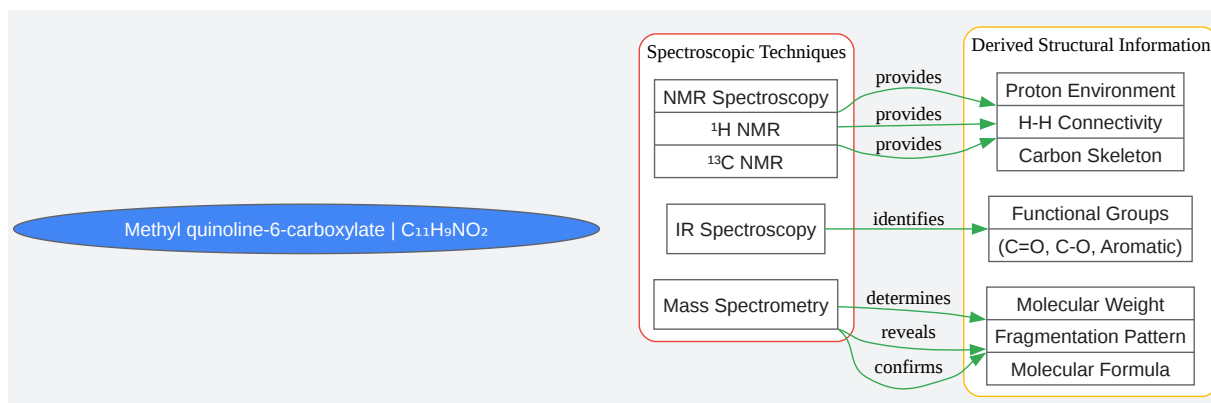 Methyl quinoline-6-carboxylate | C₁₁H₉NO₂
Spectroscopic Techniques
NMR Spectroscopy
¹H NMR
¹³C NMR
IR Spectroscopy
Mass Spectrometry
provides
provides
provides
identifies
determines
reveals
confirms
Derived Structural Information
Proton Environment
H-H Connectivity
Carbon Skeleton
Functional Groups
(C=O, C-O, Aromatic)
Molecular Weight
Fragmentation Pattern
Molecular Formula